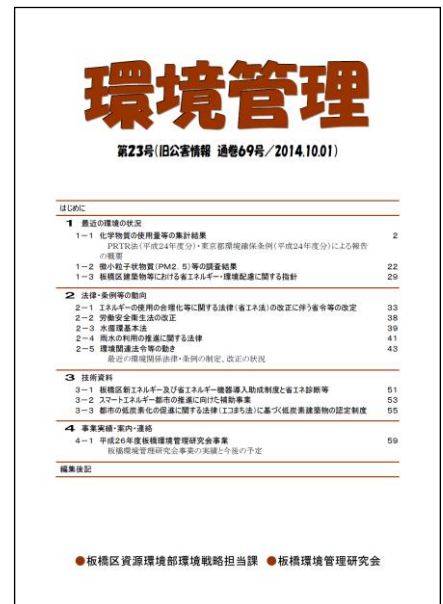 環境管理
第23号(旧公害情報 通巻69号/2014.10.01)
はじめに
1 最近の環境の状況
1-1 化学物質の使用量等の集計結果 2
PRTR法(平成24年度分)・東京都環境確保条例(平成24年度分)による報告
の概要
1-2 微小粒子状物質(PM2.5)等の調査結果 22
1-3 板橋区建築物等における省エネルギー・環境配慮に関する指針 29
2 法律・条例等の動向
2-1 エネルギーの使用の合理化等に関する法律(省エネ法)の改正に伴う省令等の改定 33
2-2 労働安全衛生法の改正 38
2-3 水循環基本法 39
2-4 雨水の利用の推進に関する法律 41
2-5 環境関連法令等の動き 43
最近の環境関係法律・条例の制定、改正の状況
3 技術資料
3-1 板橋区新エネルギー及び省エネルギー機器導入助成制度と省エネ診断等 51
3-2 スマートエネルギー都市の推進に向けた補助事業 53
3-3 都市の低炭素化の促進に関する法律(エコまち法)に基づく低炭素建築物の認定制度 55
4 事業実績・案内・連絡
4-1 平成26年度板橋環境管理研究会事業 59
板橋環境管理研究会事業の実績と今後の予定
編集後記
●板橋区資源環境部環境戦略担当課 ●板橋環境管理研究会